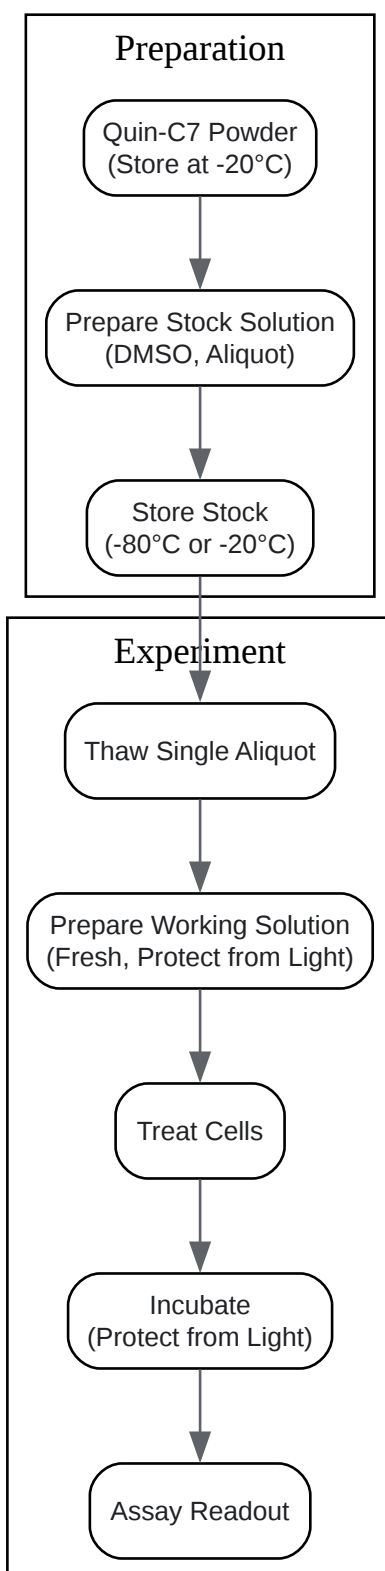 Preparation
Quin-C7 Powder
(Store at -20°C)
Prepare Stock Solution
(DMSO, Aliquot)
Store Stock
(-80°C or -20°C)
Experiment
Thaw Single Aliquot
Prepare Working Solution
(Fresh, Protect from Light)
Treat Cells
Incubate
(Protect from Light)
Assay Readout